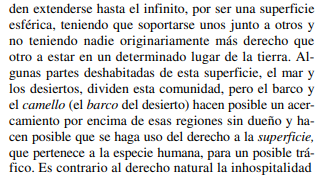 den extenderse hasta el infinito, por ser una superficie
esférica, teniendo que soportarse unos junto a otros y
no teniendo nadie originariamente más derecho que
otro a estar en un determinado lugar de la tierra. Al-
gunas partes deshabitadas de esta superficie, el mar y
los desiertos, dividen esta comunidad, pero el barco y
el camello (el barco del desierto) hacen posible un acer-
camiento por encima de esas regiones sin dueño y ha-
cen posible que se haga uso del derecho a la superficie,
que pertenece a la especie humana, para un posible trá-
fico. Es contrario al derecho natural la inhospitalidad